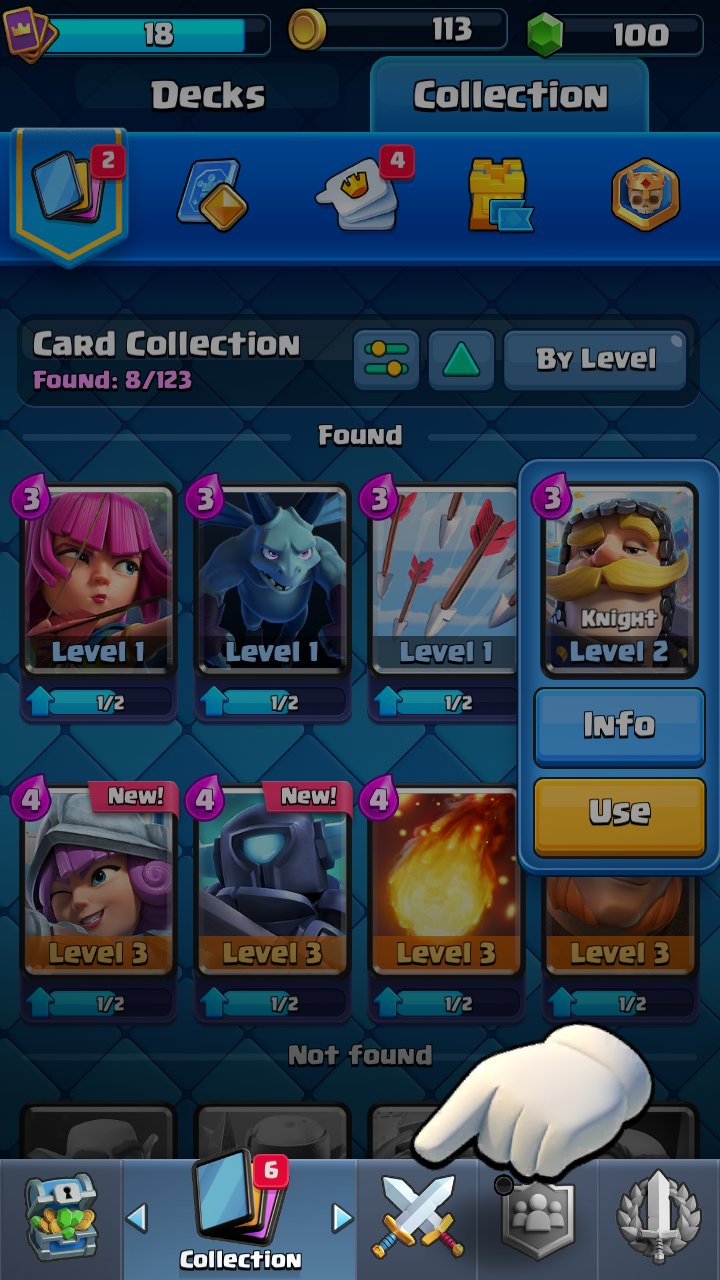 18
113
100
Decks
Collection
2
4
Card Collection
Found: 8/123
By Level
Found
3
3
3
3
Knight
Level 1
Level 1
Level 1
Level 2
1/2
1/2
1/2
Info
Use
4
New!
4
New!
4
Level 3
Level 3
Level 3
Level 3
1/2
1/2
1/2
1/2
Not found
6
Collection